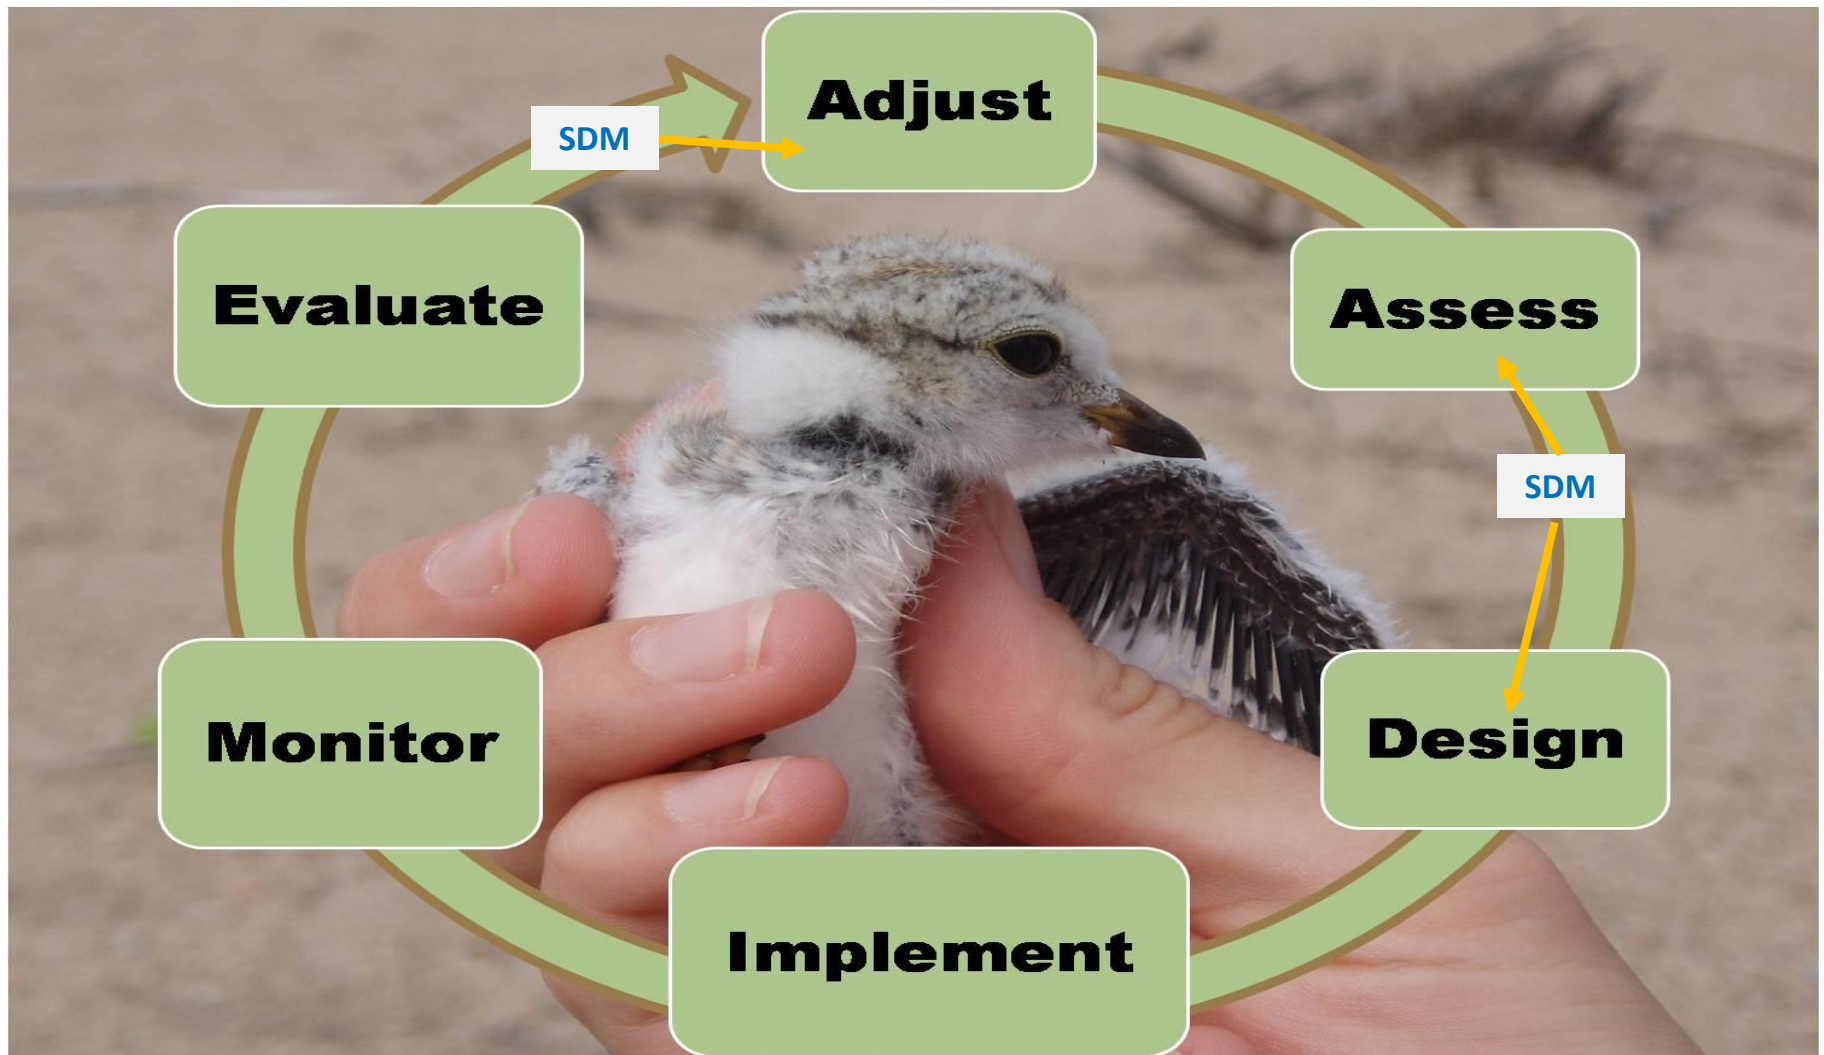 Adjust
SDM
Evaluate
Assess
SDM
Monitor
Design
Implement